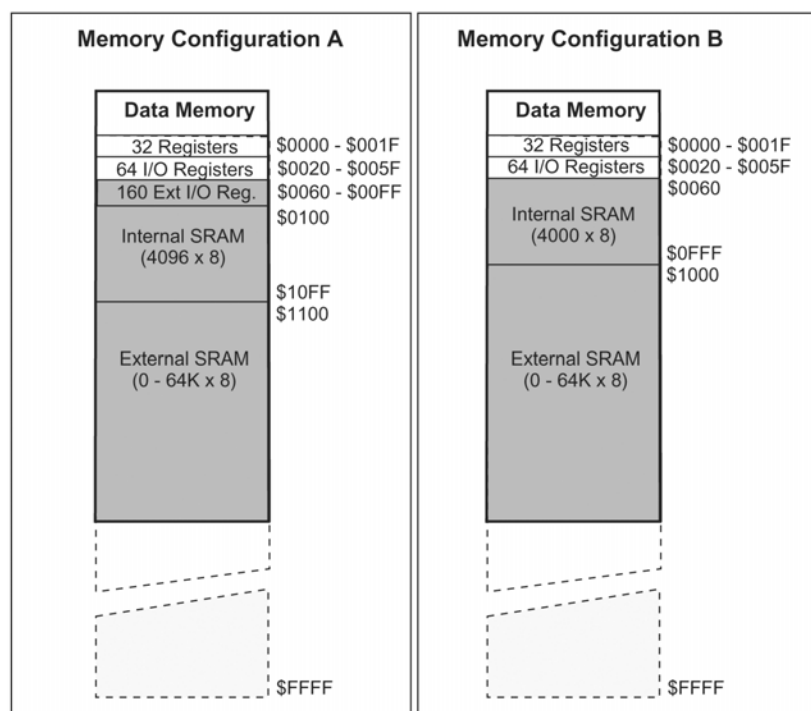 Memory Configuration A
Data Memory
32 Registers
$0000 - $001F
64 I/O Registers
$0020 - $005F
160 Ext I/O Reg.
$0060 - $00FF
$0100
Internal SRAM
(4096 x 8)
$10FF
$1100
External SRAM
(0 - 64K x 8)
$FFFF
Memory Configuration B
Data Memory
32 Registers
$0000 - $001F
64 I/O Registers
$0020 - $005F
$0060
Internal SRAM
(4000 x 8)
$0FFF
$1000
External SRAM
(0 - 64K x 8)
$FFFF